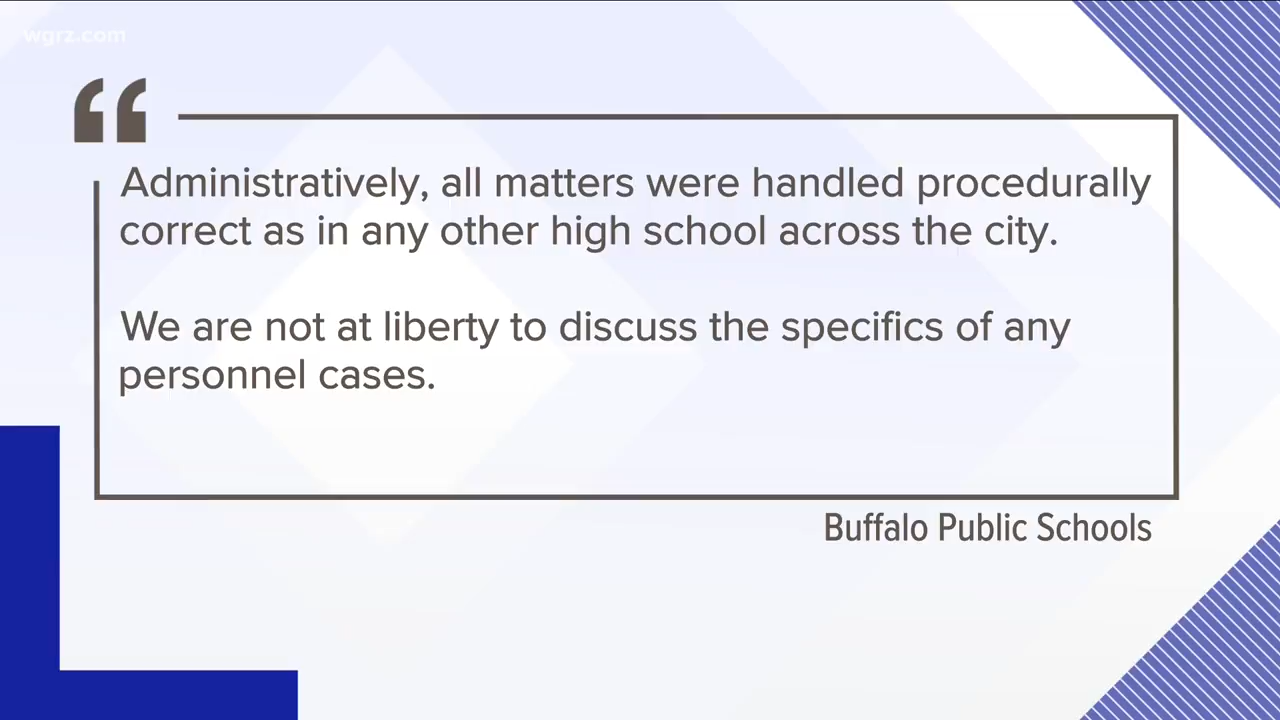 wgrz.com
“
Administratively, all matters were handled procedurally
correct as in any other high school across the city.
We are not at liberty to discuss the specifics of any
personnel cases.
Buffalo Public Schools